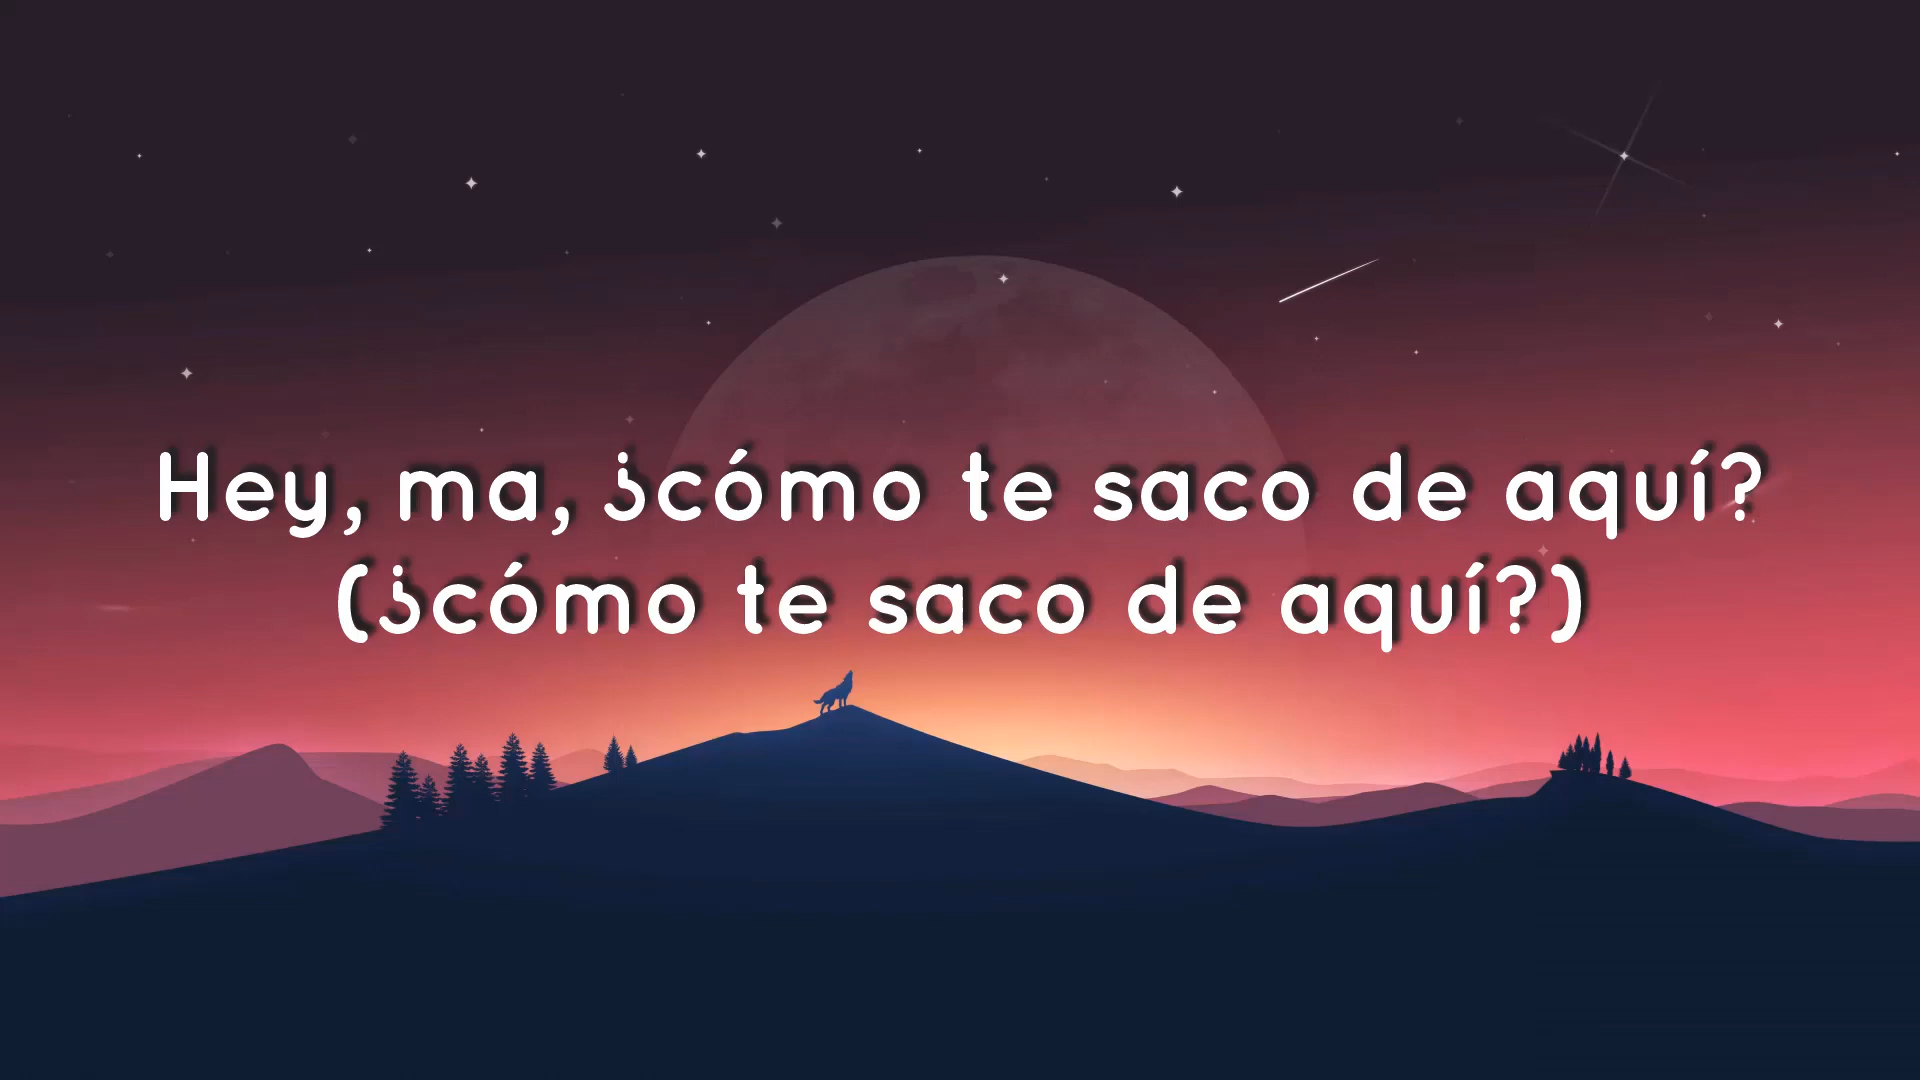 Hey, ma, ¿cómo te saco de aquí?
(¿cómo te saco de aquí?)